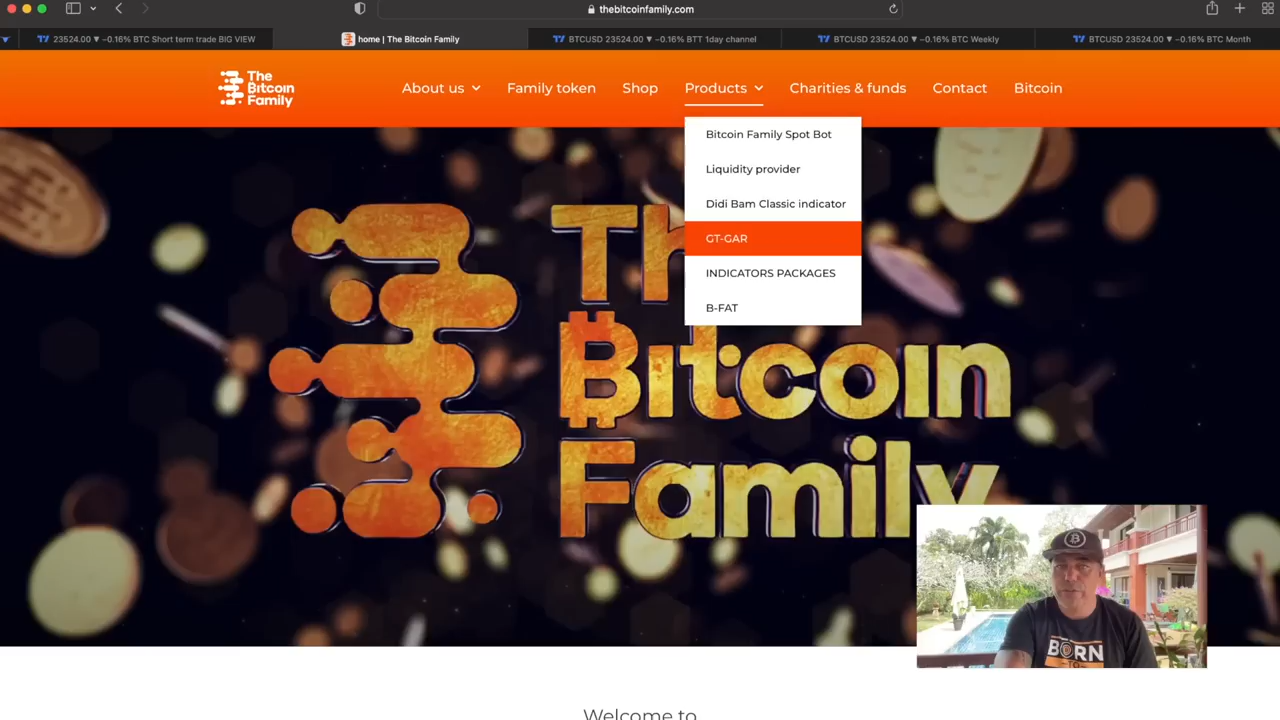 thebitcoinfamily.com
23524.00 ▼ −0.16% BTC Short term trade BIG VIEW
home | The Bitcoin Family
BTCUSD 23524.00 ▼ −0.16% BTT 1day channel
BTCUSD 23524.00 ▼ −0.16% BTC Weekly
BTCUSD 23524.00 ▼ −0.16% BTC Month
The
Bitcoin
Family
About us
Family token
Shop
Products
Charities & funds
Contact
Bitcoin
Bitcoin Family Spot Bot
Liquidity provider
Didi Bam Classic indicator
GT-GAR
INDICATORS PACKAGES
B-FAT
Th
Bitcoin
Family
BORN
TO
Welcome to